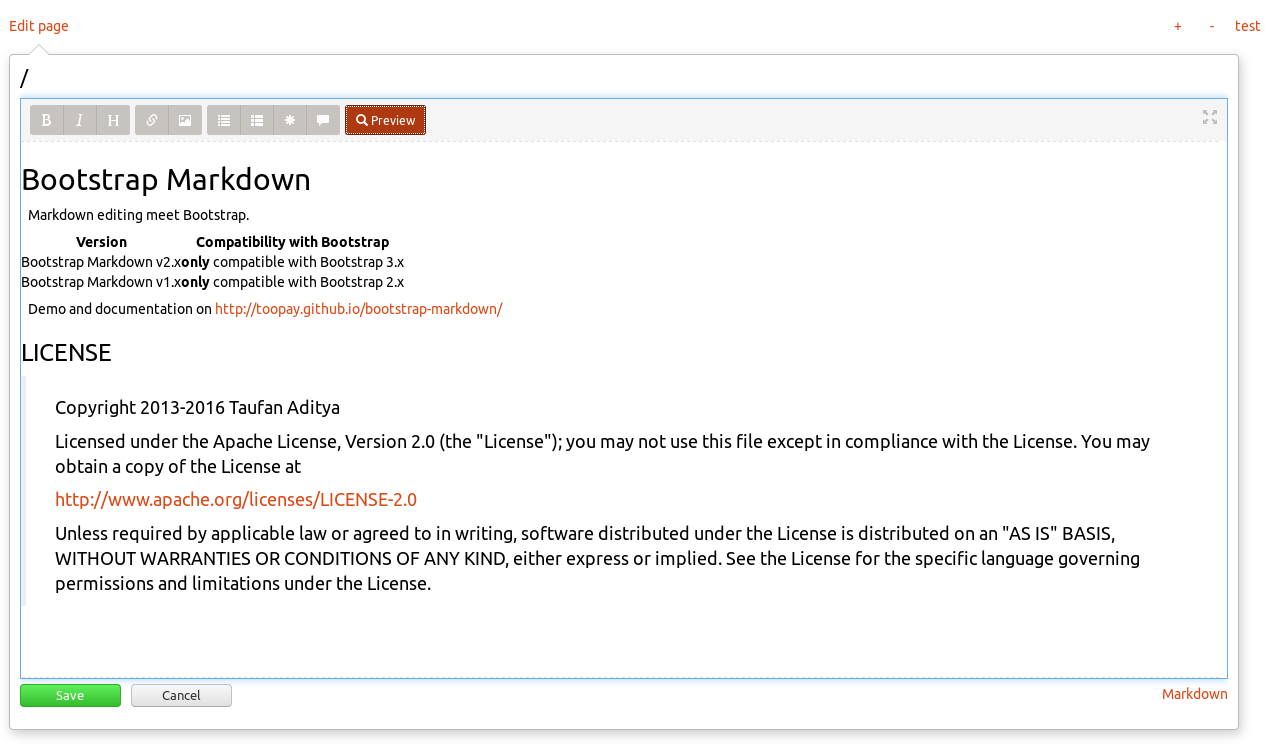 Edit page
+ - test
/
B I H Preview
Bootstrap Markdown
Markdown editing meet Bootstrap.
Version Compatibility with Bootstrap
Bootstrap Markdown v2.x only compatible with Bootstrap 3.x
Bootstrap Markdown v1.x only compatible with Bootstrap 2.x
Demo and documentation on http://toopay.github.io/bootstrap-markdown/
LICENSE
Copyright 2013-2016 Taufan Aditya
Licensed under the Apache License, Version 2.0 (the "License"); you may not use this file except in compliance with the License. You may
obtain a copy of the License at
http://www.apache.org/licenses/LICENSE-2.0
Unless required by applicable law or agreed to in writing, software distributed under the License is distributed on an "AS IS" BASIS,
WITHOUT WARRANTIES OR CONDITIONS OF ANY KIND, either express or implied. See the License for the specific language governing
permissions and limitations under the License.
Save Cancel Markdown